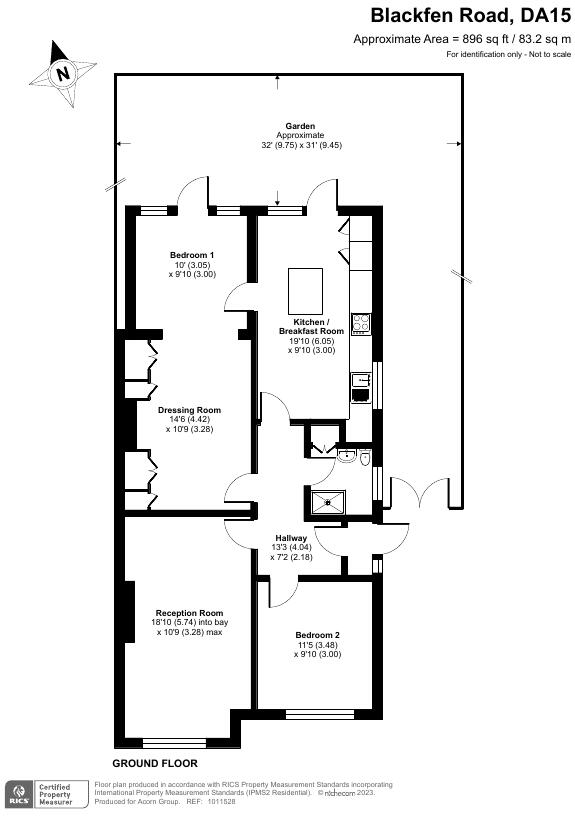 Blackfen Road, DA15
Approximate Area = 896 sq ft / 83.2 sq m
For identification only - Not to scale
N
Garden
Approximate
32' (9.75) x 31' (9.45)
Bedroom 1
10' (3.05)
x 9'10 (3.00)
Kitchen /
Breakfast Room
19'10 (6.05)
x 9'10 (3.00)
Dressing Room
14'6 (4.42)
x 10'9 (3.28)
Hallway
13'3 (4.04)
x 7'2 (2.18)
Reception Room
18'10 (5.74) into bay
x 10'9 (3.28) max
Bedroom 2
11'5 (3.48)
x 9'10 (3.00)
GROUND FLOOR
RICS
Certified
Property
Measurer
Floor plan produced in accordance with RICS Property Measurement Standards incorporating
International Property Measurement Standards (IPMS2 Residential). © nichecom 2023.
Produced for Acorn Group. REF: 1011528